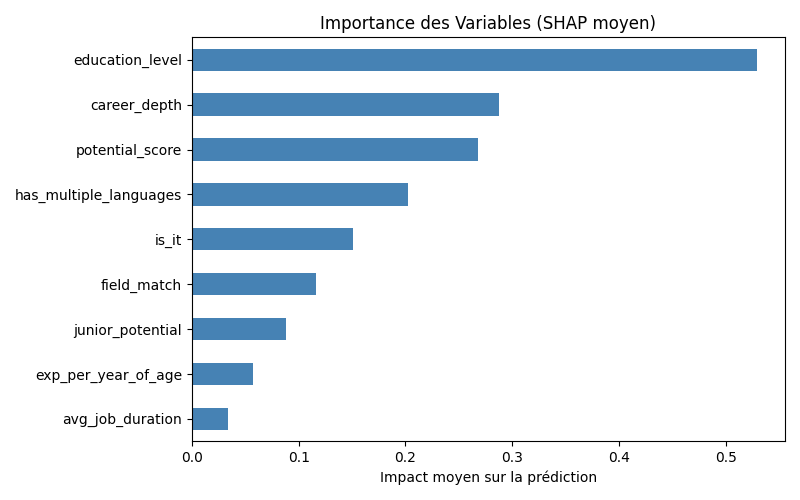 Importance des Variables (SHAP moyen)
education_level
career_depth
potential_score
has_multiple_languages
is_it
field_match
junior_potential
exp_per_year_of_age
avg_job_duration
0.0 0.1 0.2 0.3 0.4 0.5
Impact moyen sur la prédiction